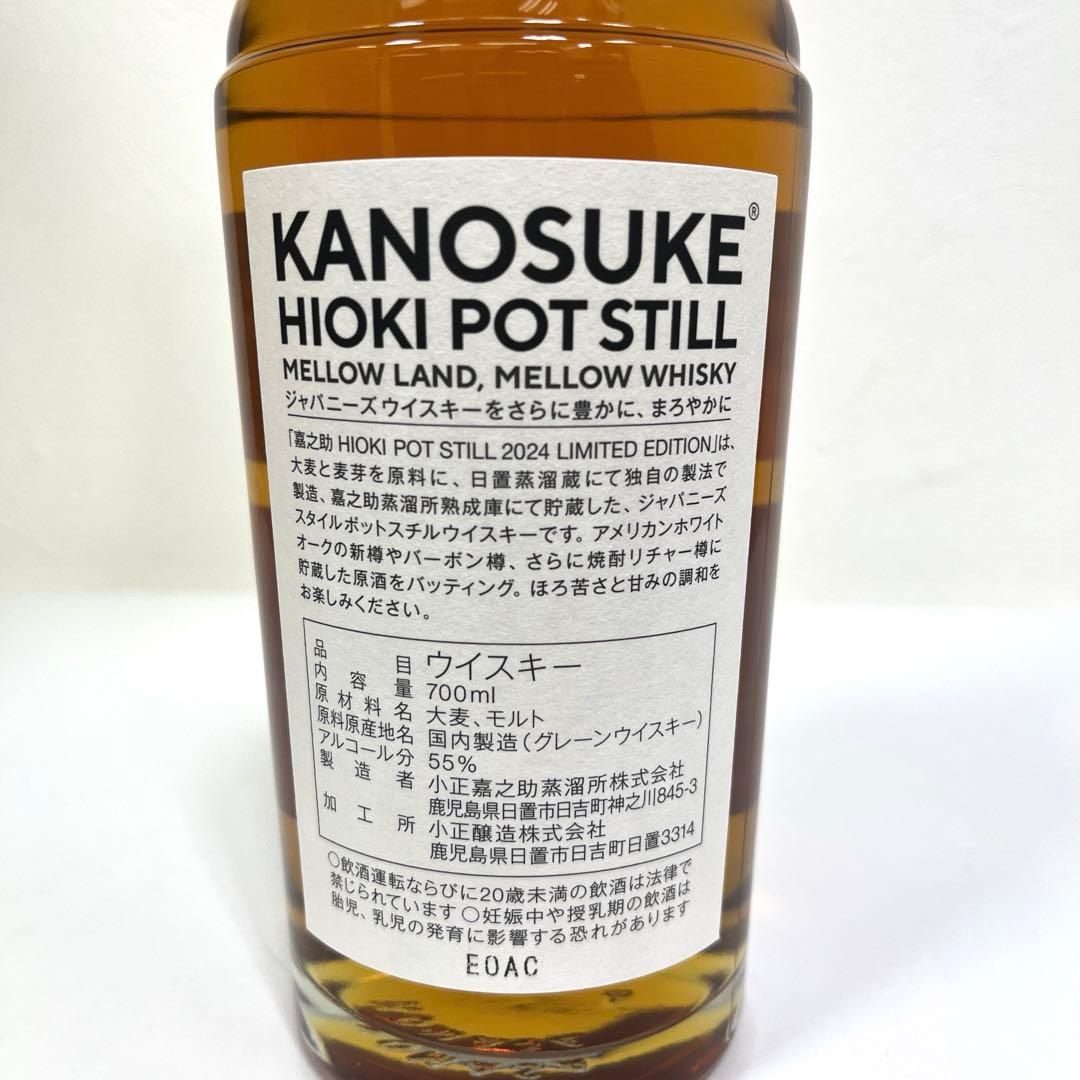 KANOSUKE®
HIOKI POT STILL
MELLOW LAND, MELLOW WHISKY
ジャパニーズウイスキーをさらに豊かに、まろやかに
「嘉之助 HIOKI POT STILL 2024 LIMITED EDITION」は、
大麦と麦芽を原料に、日置蒸溜蔵にて独自の製法で
製造、嘉之助蒸溜所熟成庫にて貯蔵した、ジャパニーズ
スタイルポットスチルウイスキーです。アメリカンホワイト
オークの新樽やバーボン樽、さらに焼酎リチャー樽に
貯蔵した原酒をバッティング。ほろ苦さと甘みの調和を
お楽しみください。
品目 ウイスキー
内容量 700ml
原材料名 大麦、モルト
原料原産地名 国内製造(グレーンウイスキー)
アルコール分 55%
製造者 小正嘉之助蒸溜所株式会社
鹿児島県日置市日吉町神之川845-3
加工所 小正醸造株式会社
鹿児島県日置市日吉町日置3314
○飲酒運転ならびに20歳未満の飲酒は法律で
禁じられています○妊娠中や授乳期の飲酒は
胎児、乳児の発育に影響する恐れがあります
E0AC